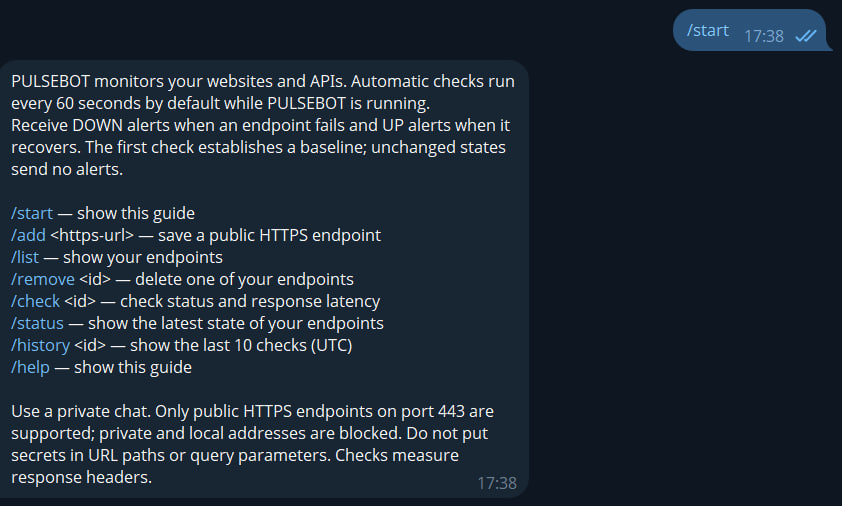 /start 17:38
PULSEBOT monitors your websites and APIs. Automatic checks run
every 60 seconds by default while PULSEBOT is running.
Receive DOWN alerts when an endpoint fails and UP alerts when it
recovers. The first check establishes a baseline; unchanged states
send no alerts.
/start — show this guide
/add <https-url> — save a public HTTPS endpoint
/list — show your endpoints
/remove <id> — delete one of your endpoints
/check <id> — check status and response latency
/status — show the latest state of your endpoints
/history <id> — show the last 10 checks (UTC)
/help — show this guide
Use a private chat. Only public HTTPS endpoints on port 443 are
supported; private and local addresses are blocked. Do not put
secrets in URL paths or query parameters. Checks measure
response headers. 17:38